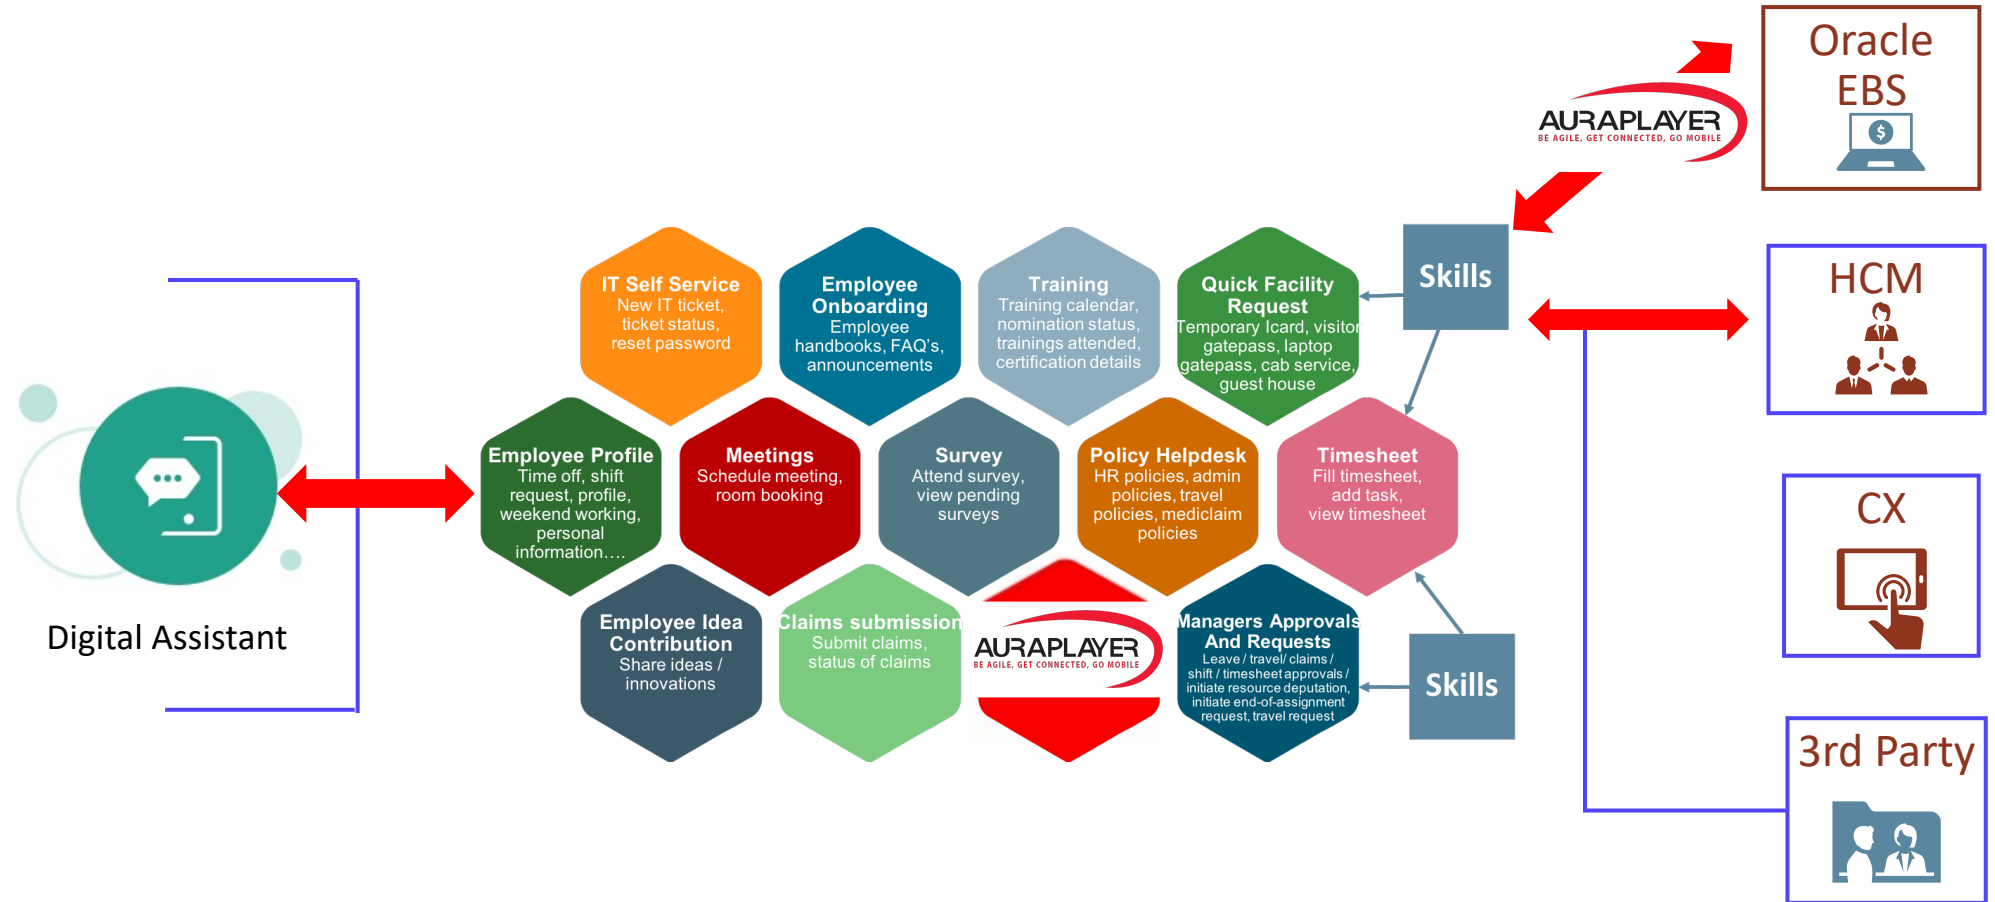 Oracle
EBS
AURAPLAYER
BE AGILE, GET CONNECTED, GO MOBILE
IT Self Service
New IT ticket,
ticket status,
reset password
Employee
Onboarding
Employee
handbooks, FAQ's,
announcements
Training
Training calendar,
nomination status,
trainings attended,
certification details
Quick Facility
Request
Temporary Icard, visitor
gatepass, laptop
gatepass, cab service,
guest house
Skills
HCM
Employee Profile
Time off, shift
request, profile,
weekend working,
personal
information....
Meetings
Schedule meeting,
room booking
Survey
Attend survey,
view pending
surveys
Policy Helpdesk
HR policies, admin
policies, travel
policies, mediclaim
policies
Timesheet
Fill timesheet,
add task,
view timesheet
CX
Digital Assistant
Employee Idea
Contribution
Share ideas /
innovations
Claims submission
Submit claims,
status of claims
AURAPLAYER
BE AGILE, GET CONNECTED, GO MOBILE
Managers Approvals
And Requests
Leave / travel/ claims /
shift / timesheet approvals /
initiate resource deputation,
initiate end-of-assignment
request, travel request
Skills
3rd Party